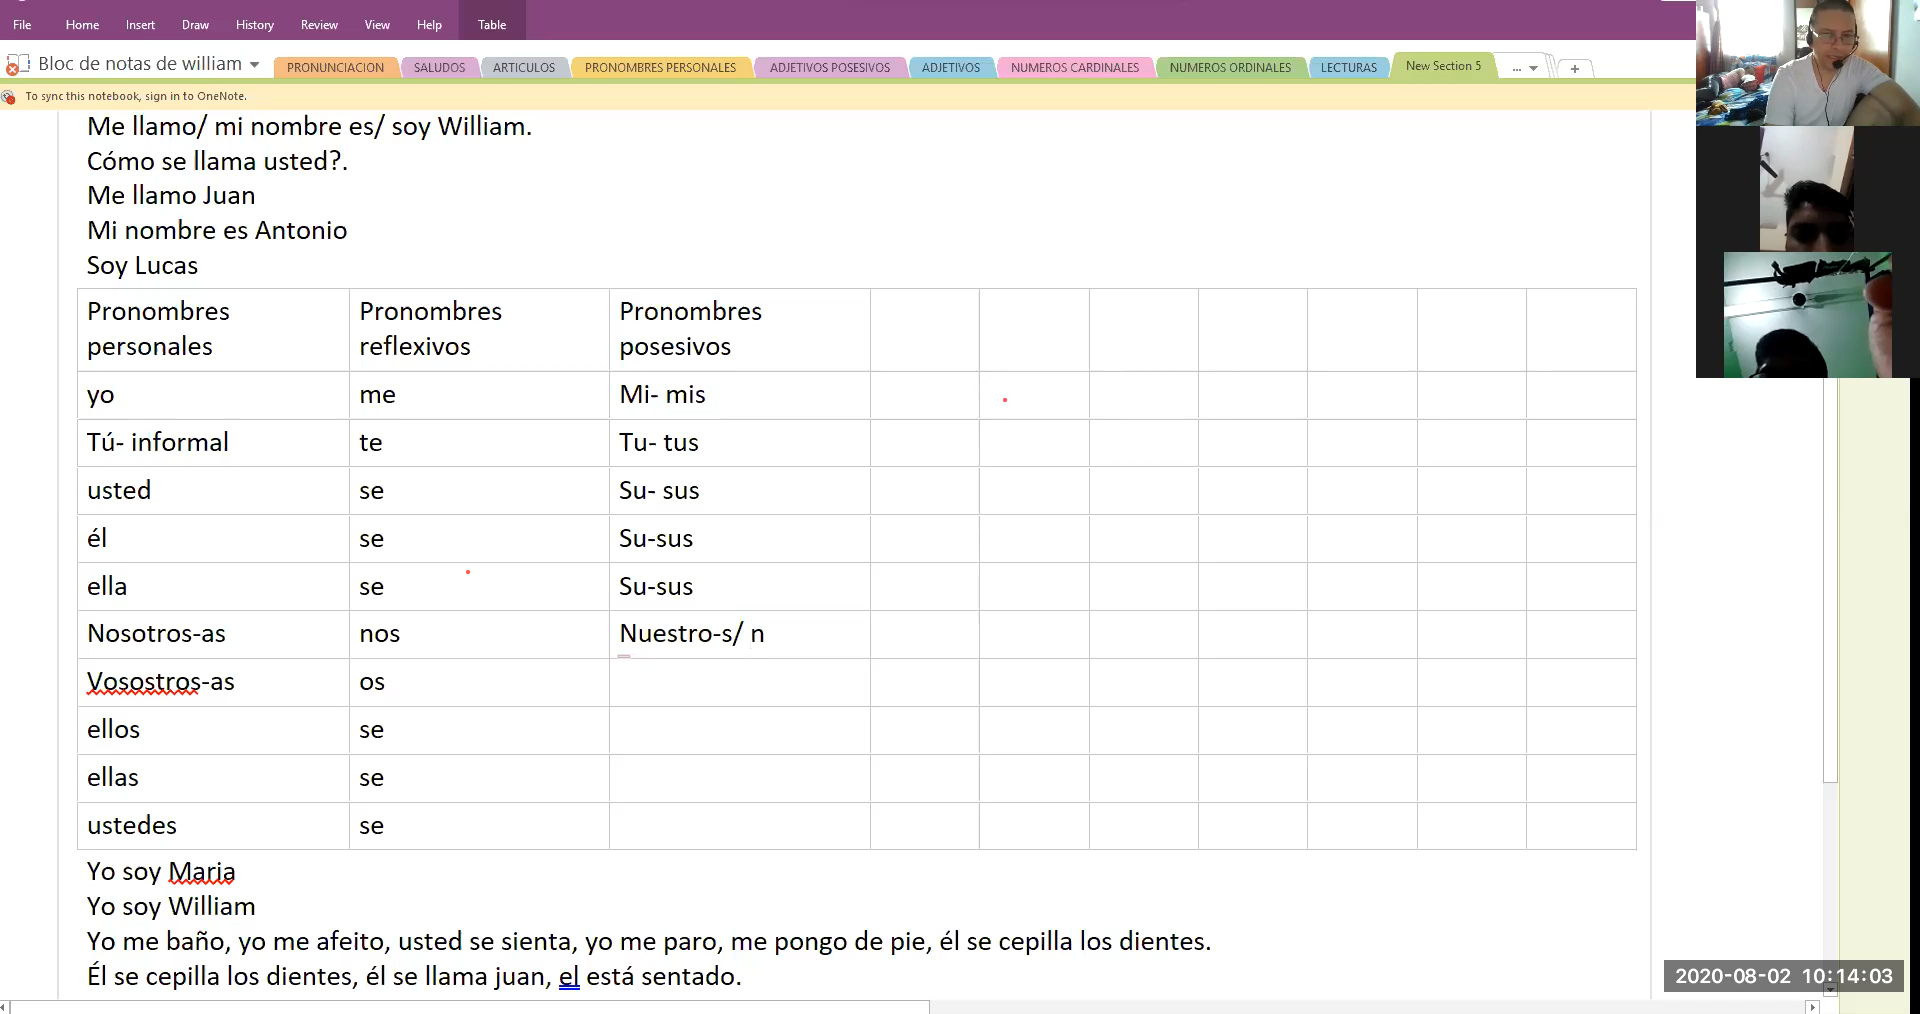 File Home Insert Draw History Review View Help Table
Bloc de notas de william PRONUNCIACION SALUDOS ARTICULOS PRONOMBRES PERSONALES ADJETIVOS POSESIVOS ADJETIVOS NUMEROS CARDINALES NUMEROS ORDINALES LECTURAS New Section 5 ... +
To sync this notebook, sign in to OneNote.
Me llamo/ mi nombre es/ soy William.
Cómo se llama usted?.
Me llamo Juan
Mi nombre es Antonio
Soy Lucas
Pronombres personales Pronombres reflexivos Pronombres posesivos
yo me Mi- mis
Tú- informal te Tu- tus
usted se Su- sus
él se Su-sus
ella se Su-sus
Nosotros-as nos Nuestro-s/ n
Vosostros-as os
ellos se
ellas se
ustedes se
Yo soy Maria
Yo soy William
Yo me baño, yo me afeito, usted se sienta, yo me paro, me pongo de pie, él se cepilla los dientes.
Él se cepilla los dientes, él se llama juan, el está sentado.
2020-08-02 10:14:03